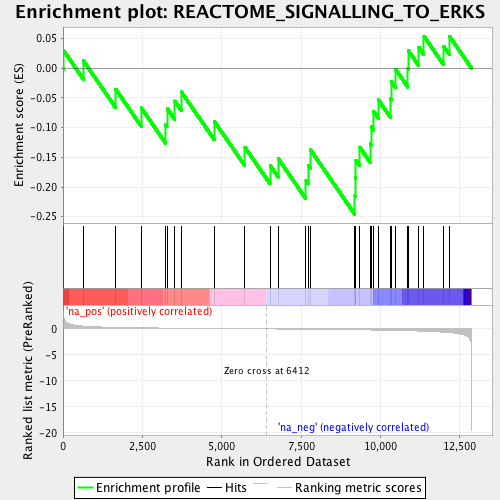 Enrichment plot: REACTOME_SIGNALLING_TO_ERKS
Enrichment score (ES)
0.05
0.00
-0.05
-0.10
-0.15
-0.20
-0.25
'na_pos' (positively correlated)
Ranked list metric (PreRanked)
0
-5
-10
-15
-20
Zero cross at 6412
'na_neg' (negatively correlated)
0
2,500
5,000
7,500
10,000
12,500
Rank in Ordered Dataset
Enrichment profile
Hits
Ranking metric scores